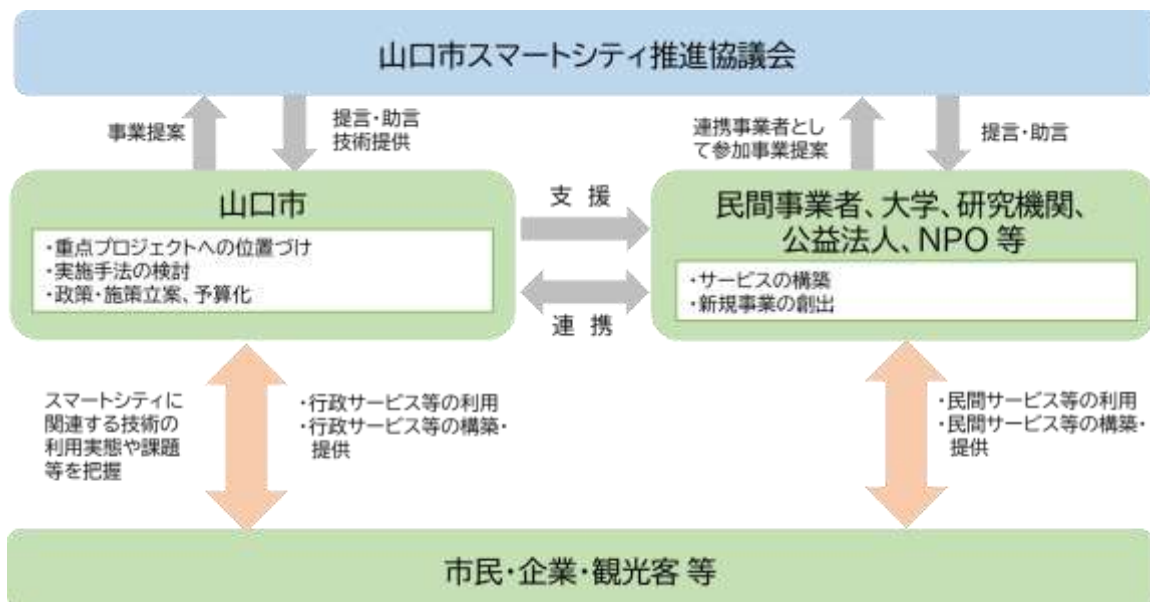 山口市スマートシティ推進協議会
事業提案
提言・助言
技術提供
連携事業者とし
て参加事業提案
提言・助言
山口市
・重点プロジェクトへの位置づけ
・実施手法の検討
・政策・施策立案、予算化
支 援
連 携
民間事業者、大学、研究機関、
公益法人、NPO 等
・サービスの構築
・新規事業の創出
スマートシティに
関連する技術の
利用実態や課題
等を把握
・行政サービス等の利用
・行政サービス等の構築・
提供
・民間サービス等の利用
・民間サービス等の構築・
提供
市民・企業・観光客 等